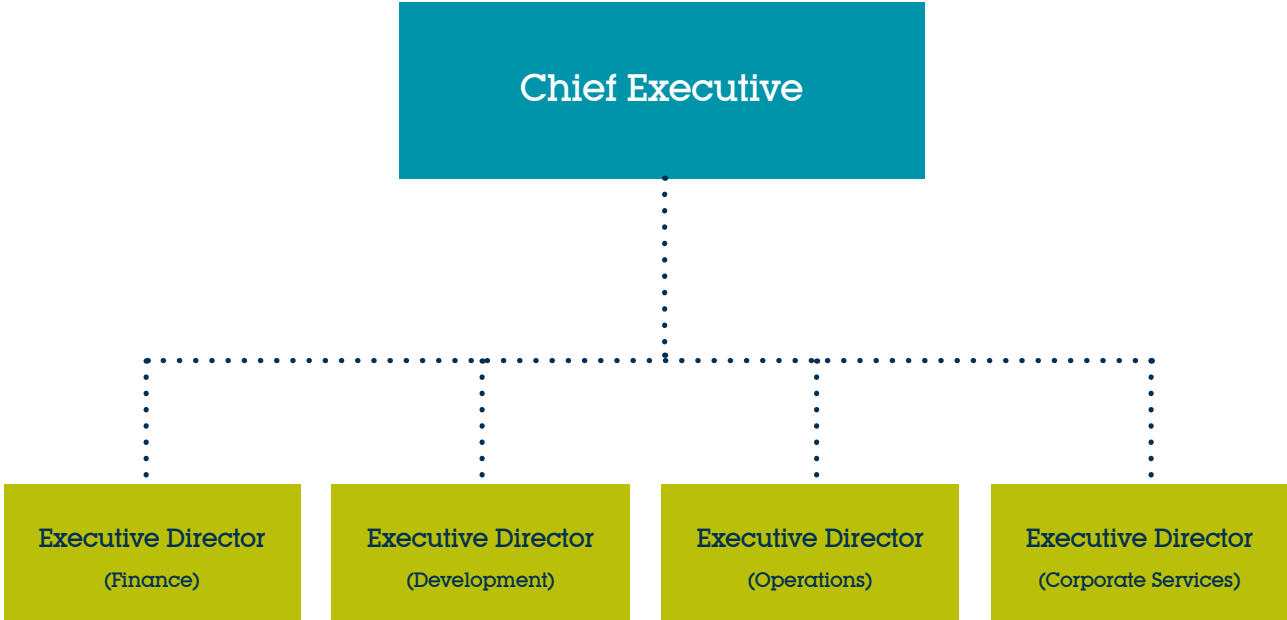 Chief Executive
Executive Director
(Finance)
Executive Director
(Development)
Executive Director
(Operations)
Executive Director
(Corporate Services)